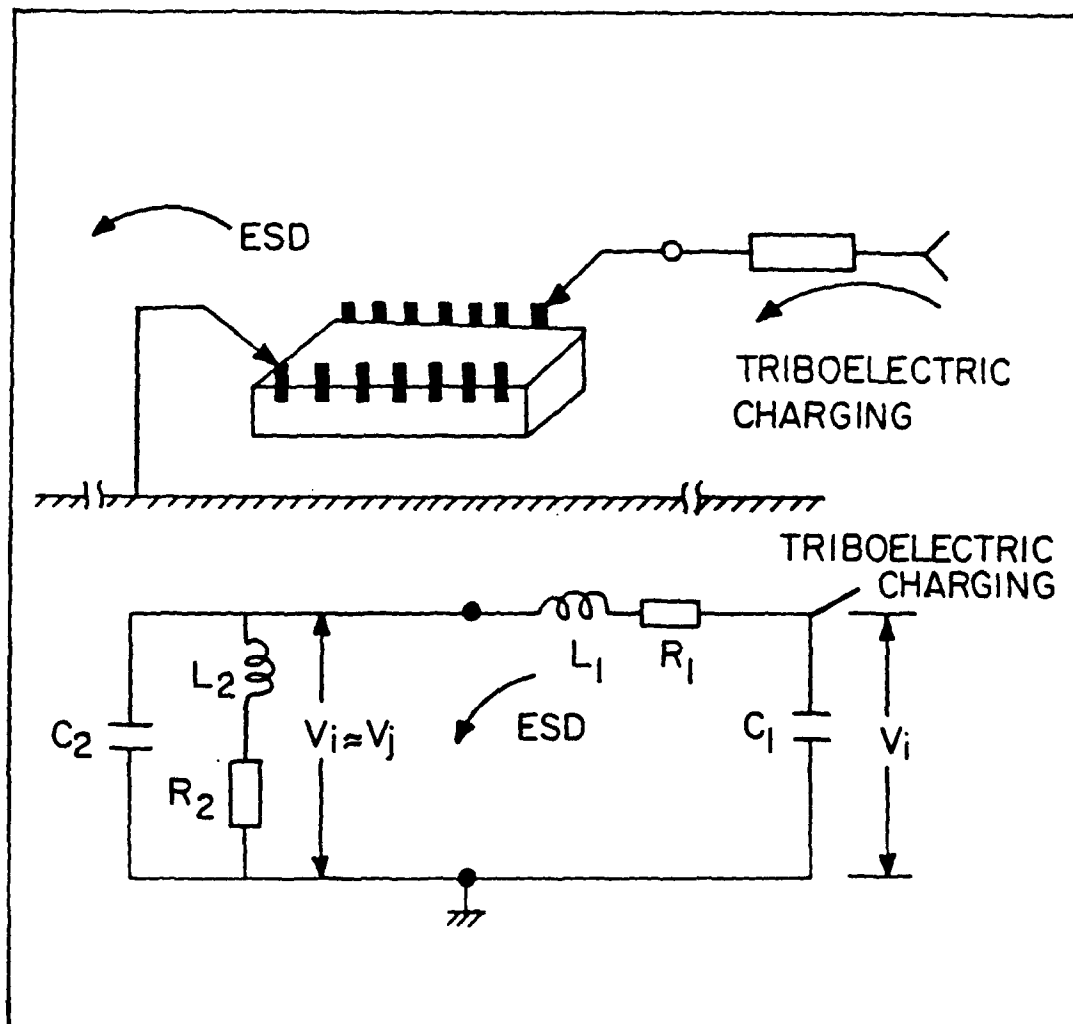 ESD
TRIBOELECTRIC
CHARGING
TRIBOELECTRIC
CHARGING
L1
R1
L2
C2
Vi≈Vj
ESD
C1
Vi
R2